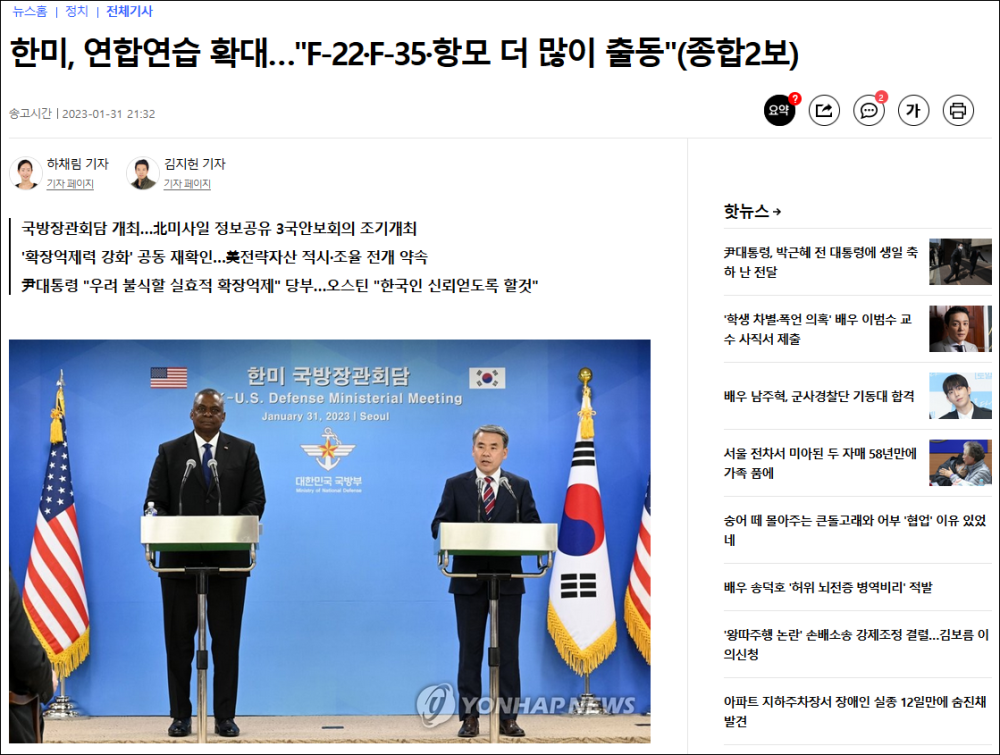 뉴스홈 | 정치 | 전체기사
한미, 연합연습 확대…"F-22·F-35·항모 더 많이 출동"(종합2보)
송고시간 | 2023-01-31 21:32
요약
?
2
가
하채림 기자
기자 페이지
김지헌 기자
기자 페이지
국방장관회담 개최…北미사일 정보공유 3국안보회의 조기개최
'확장억제력 강화' 공동 재확인…美전략자산 적시·조율 전개 약속
尹대통령 "우려 불식할 실효적 확장억제" 당부…오스틴 "한국인 신뢰얻도록 할것"
한미 국방장관회담
-U.S. Defense Ministerial Meeting
January 31, 2023 | Seoul
대한민국 국방부
Ministry of National Defense
YONHAP NEWS
핫뉴스
尹대통령, 박근혜 전 대통령에 생일 축
하 난 전달
'학생 차별·폭언 의혹' 배우 이범수 교
수 사직서 제출
배우 남주혁, 군사경찰단 기동대 합격
서울 전차서 미아된 두 자매 58년만에
가족 품에
숭어 떼 몰아주는 큰돌고래와 어부 '협업' 이유 있었
네
배우 송덕호 '허위 뇌전증 병역비리' 적발
'왕따주행 논란' 손배소송 강제조정 결렬…김보름 이
의신청
아파트 지하주차장서 장애인 실종 12일만에 숨진채
발견